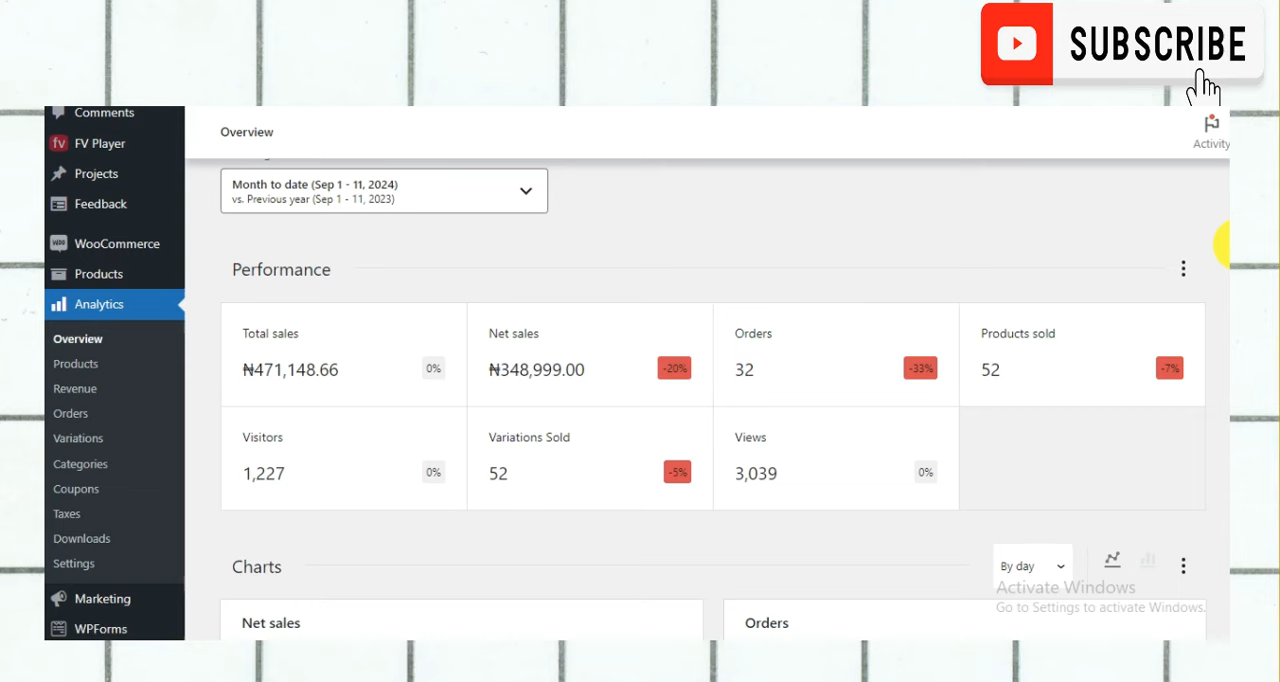 SUBSCRIBE
Comments
fv FV Player
Projects
Feedback
woo WooCommerce
Products
Analytics
Overview
Products
Revenue
Orders
Variations
Categories
Coupons
Taxes
Downloads
Settings
Marketing
WPForms
Overview
Activity
Month to date (Sep 1 - 11, 2024)
vs. Previous year (Sep 1 - 11, 2023)
Performance
Total sales
₦471,148.66 0%
Net sales
₦348,999.00 -20%
Orders
32 -33%
Products sold
52 -7%
Visitors
1,227 0%
Variations Sold
52 -5%
Views
3,039 0%
Charts
By day
Activate Windows
Go to Settings to activate Windows.
Net sales
Orders